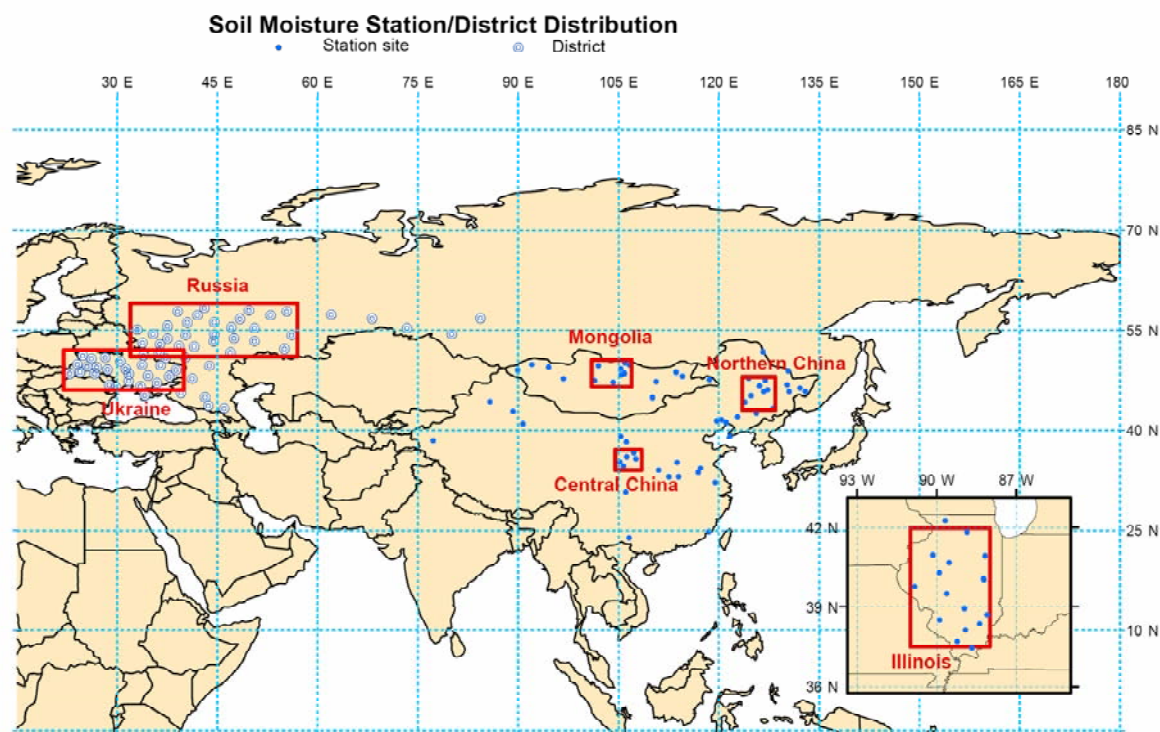 Soil Moisture Station/District Distribution
Station site District
30 E 45 E 60 E 75 E 90 E 105 E 120 E 135 E 150 E 165 E 180
85 N
70 N
Russia
55 N
Mongolia
Northern China
Ukraine
40 N
Central China
93 W 90 W 87 W
42 N
25 N
39 N
10 N
Illinois
36 N